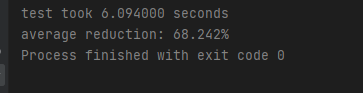 test took 6.094000 seconds
average reduction: 68.242%
Process finished with exit code 0